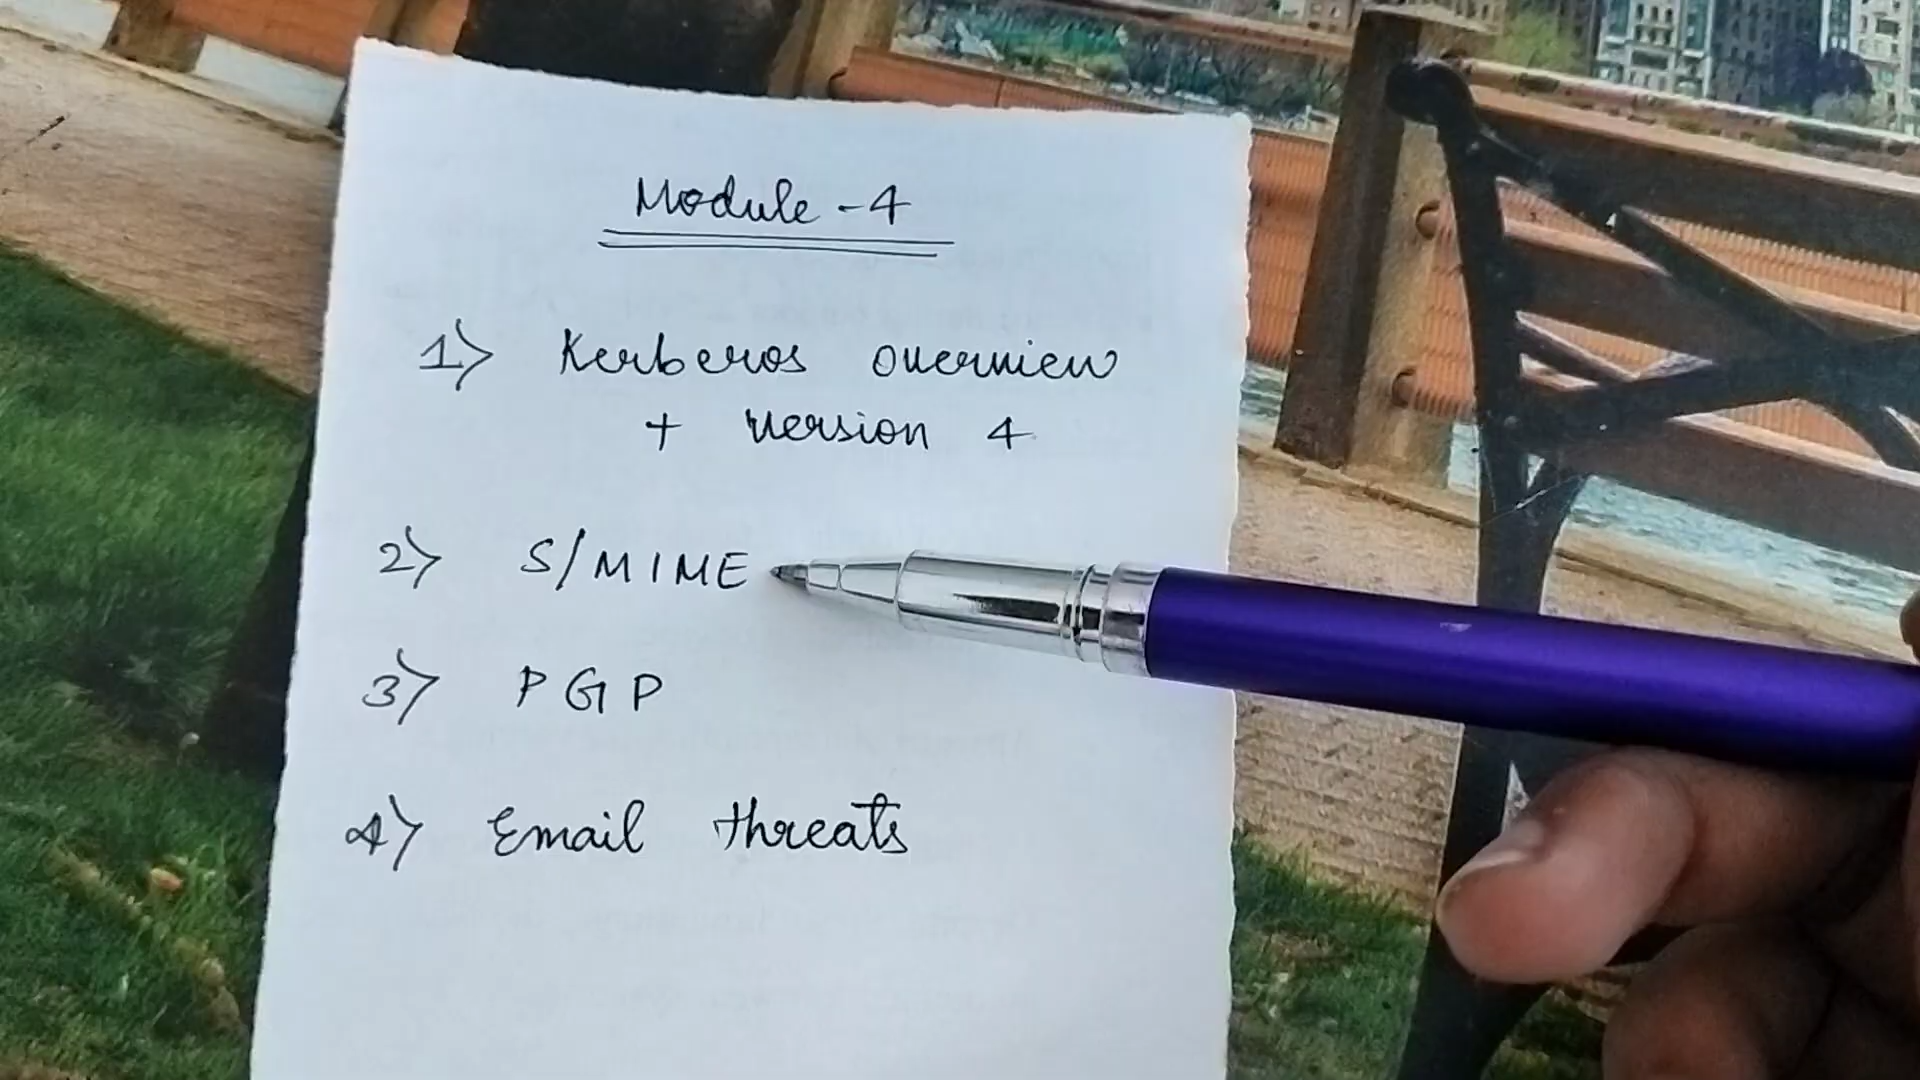 Module - 4
1) Kerberos overview
+ version 4
2) S/MIME
3) PGP
4) Email threats